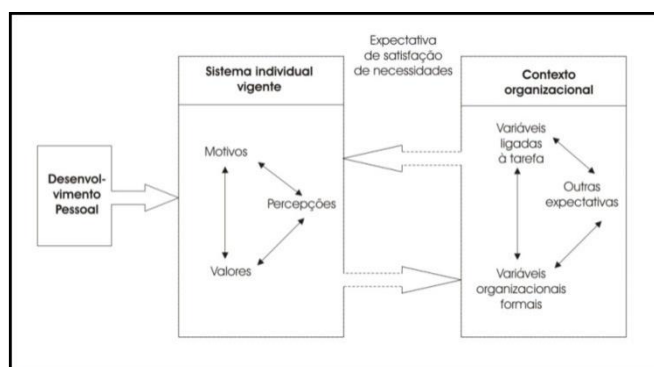 Expectativa
de satisfação
de necessidades
Sistema individual
vigente
Contexto
organizacional
Desenvol-
vimento
Pessoal
Motivos
Percepções
Valores
Variáveis
ligadas
à tarefa
Outras
expectativas
Variáveis
organizacionais
formais